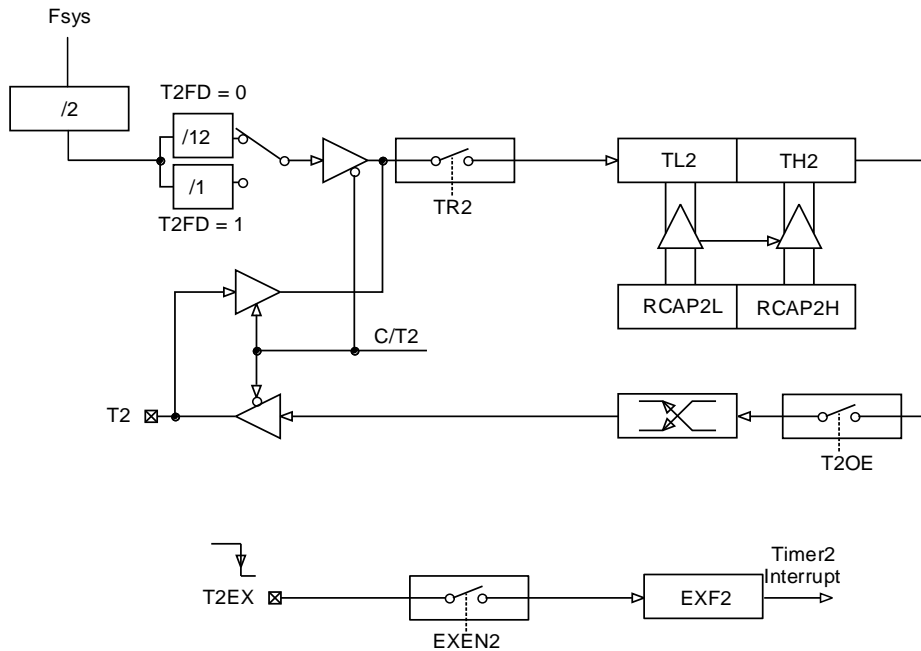 Fsys
/2
T2FD = 0
/12
/1
T2FD = 1
TR2
TL2
TH2
RCAP2L
RCAP2H
C/T2
T2
T2OE
T2EX
EXEN2
EXF2
Timer2
Interrupt